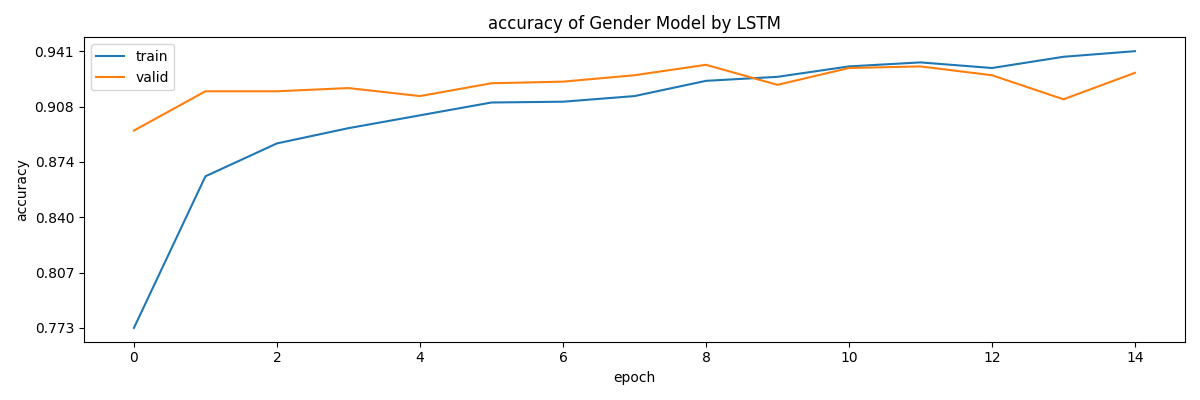 accuracy of Gender Model by LSTM
train
valid
0.941
0.908
0.874
0.840
0.807
0.773
accuracy
0 2 4 6 8 10 12 14
epoch